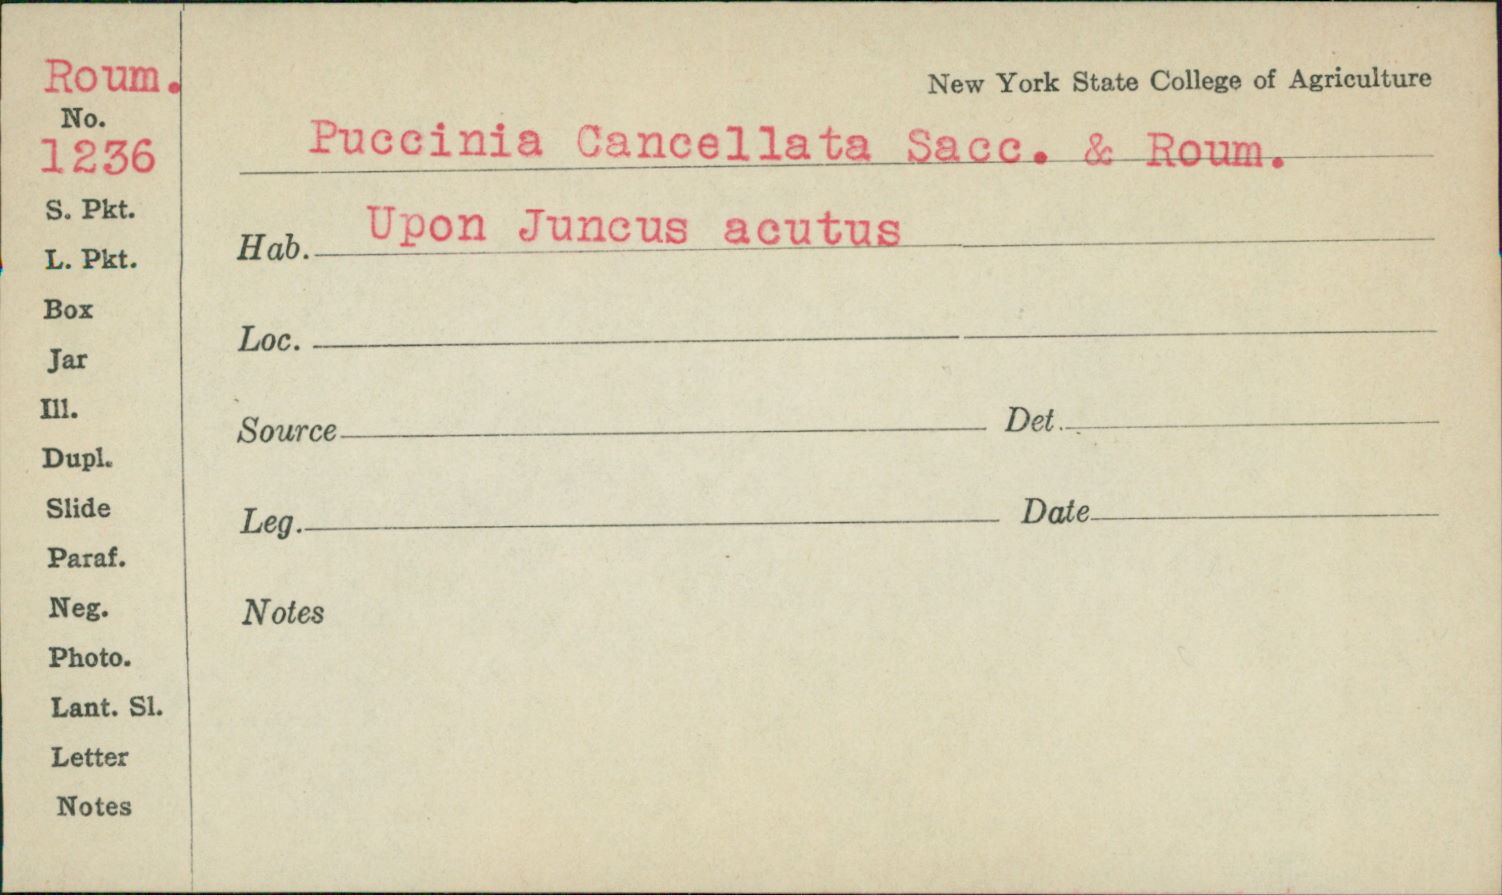 Roum.
No.
1236
S. Pkt.
L. Pkt.
Box
Jar
Ill.
Dupl.
Slide
Paraf.
Neg.
Photo.
Lant. Sl.
Letter
Notes
New York State College of Agriculture
Puccinia Cancellata Sacc. & Roum.
Hab. Upon Juncus acutus
Loc.
Source Det.
Leg. Date
Notes